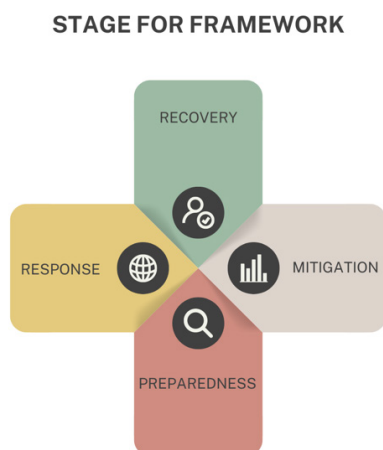 STAGE FOR FRAMEWORK
RECOVERY
RESPONSE
MITIGATION
PREPAREDNESS